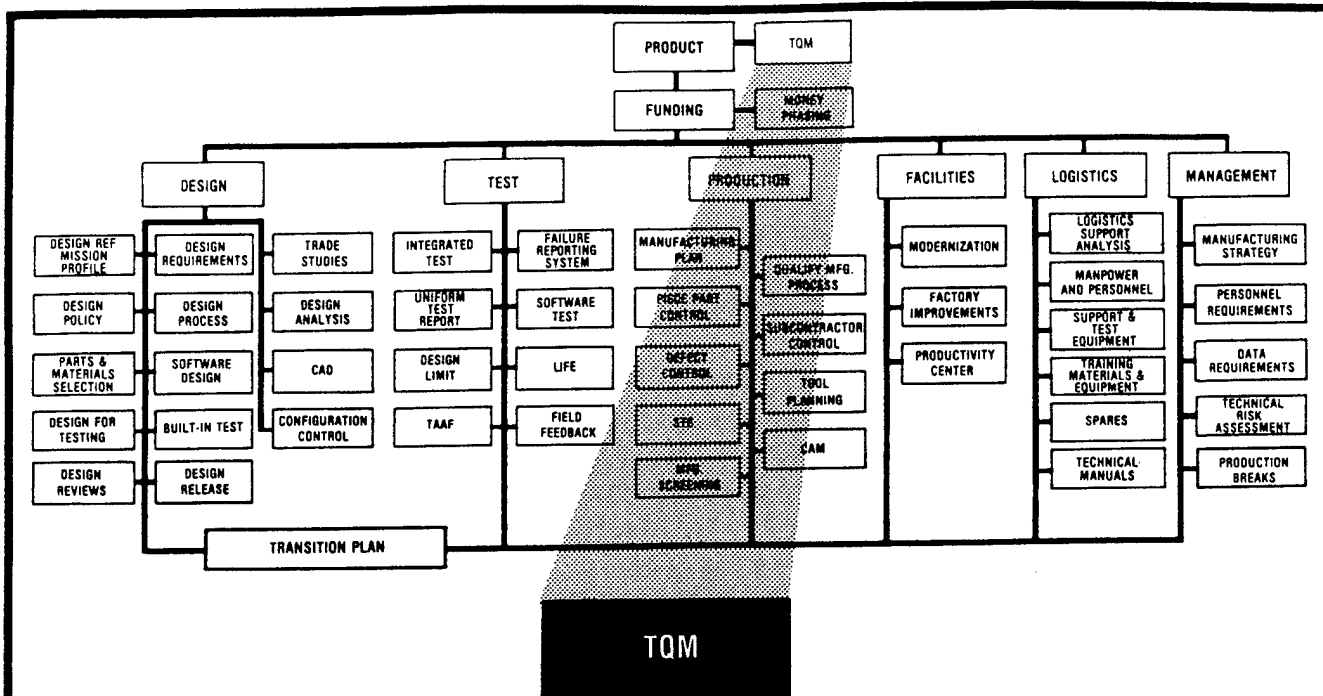 PRODUCT
TQM
FUNDING
MONEY
PHASING
DESIGN
TEST
PRODUCTION
FACILITIES
LOGISTICS
MANAGEMENT
DESIGN REF
MISSION
PROFILE
DESIGN
REQUIREMENTS
TRADE
STUDIES
DESIGN
POLICY
DESIGN
PROCESS
DESIGN
ANALYSIS
PARTS &
MATERIALS
SELECTION
SOFTWARE
DESIGN
CAD
DESIGN FOR
TESTING
BUILT-IN TEST
CONFIGURATION
CONTROL
DESIGN
REVIEWS
DESIGN
RELEASE
INTEGRATED
TEST
FAILURE
REPORTING
SYSTEM
UNIFORM
TEST
REPORT
SOFTWARE
TEST
DESIGN
LIMIT
LIFE
TAAF
FIELD
FEEDBACK
MANUFACTURING
PLAN
QUALIFY MFG.
PROCESS
PIECE PART
CONTROL
SUBCONTRACTOR
CONTROL
DEFECT
CONTROL
TOOL
PLANNING
STE
CAM
MFG.
SCREENING
MODERNIZATION
FACTORY
IMPROVEMENTS
PRODUCTIVITY
CENTER
LOGISTICS
SUPPORT
ANALYSIS
MANPOWER
AND PERSONNEL
SUPPORT &
TEST
EQUIPMENT
TRAINING
MATERIALS &
EQUIPMENT
SPARES
TECHNICAL-
MANUALS
MANUFACTURING
STRATEGY
PERSONNEL
REQUIREMENTS
DATA
REQUIREMENTS
TECHNICAL
RISK
ASSESSMENT
PRODUCTION
BREAKS
TRANSITION PLAN
TQM